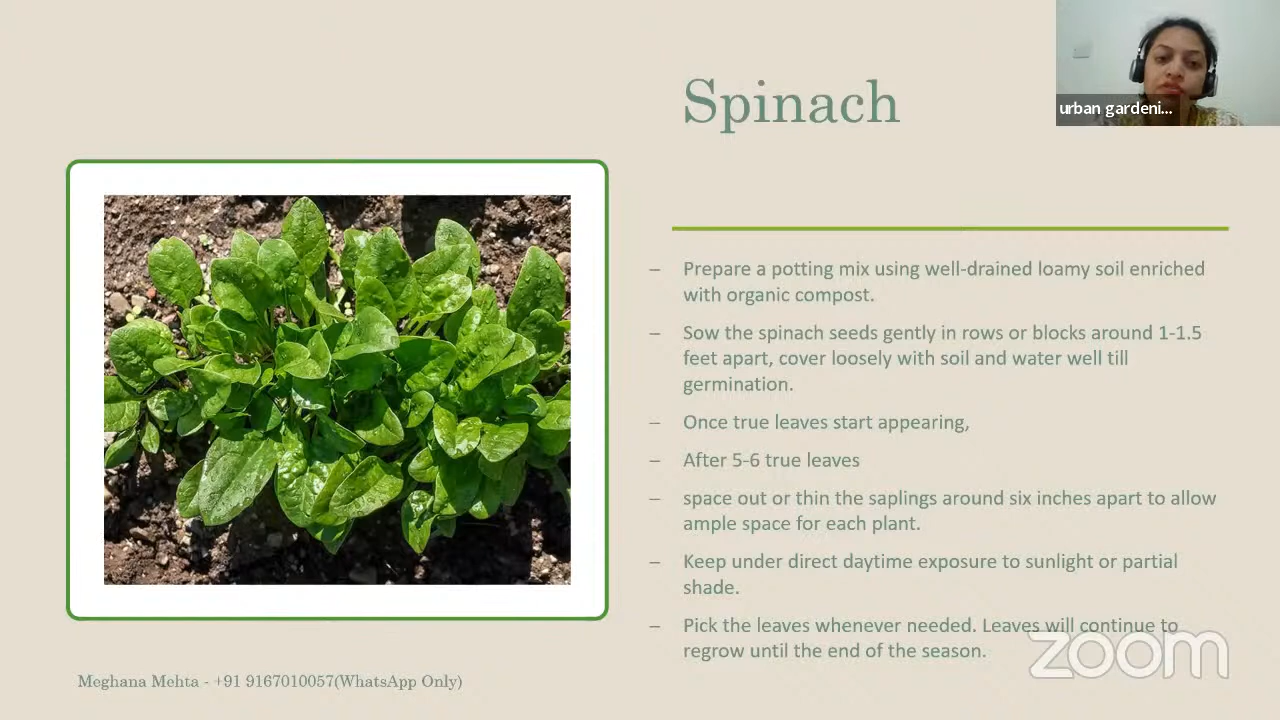 Spinach
urban gardeni...
– Prepare a potting mix using well-drained loamy soil enriched
with organic compost.
– Sow the spinach seeds gently in rows or blocks around 1-1.5
feet apart, cover loosely with soil and water well till
germination.
– Once true leaves start appearing,
– After 5-6 true leaves
– space out or thin the saplings around six inches apart to allow
ample space for each plant.
– Keep under direct daytime exposure to sunlight or partial
shade.
– Pick the leaves whenever needed. Leaves will continue to
regrow until the end of the season.
zoom
Meghana Mehta - +91 9167010057(WhatsApp Only)